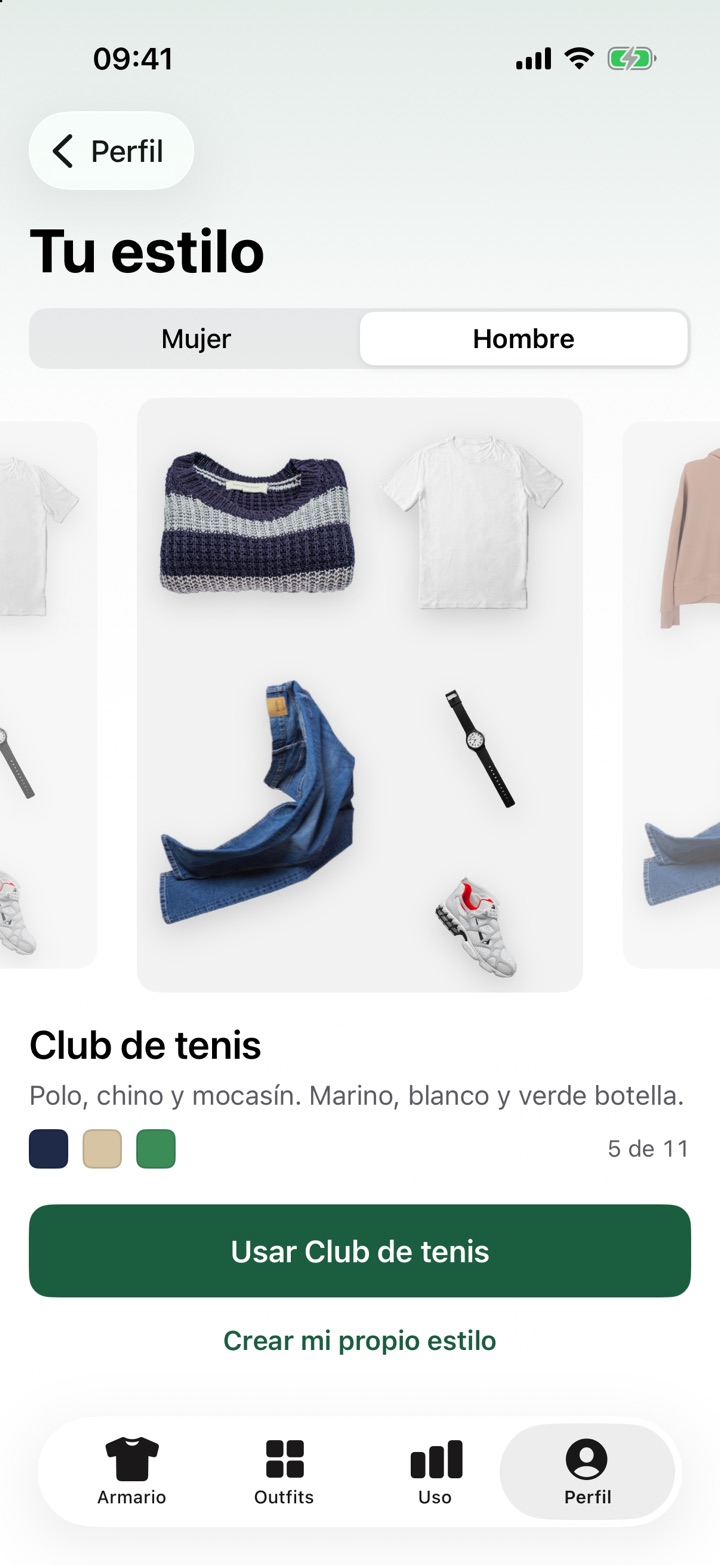 09:41
Perfil
Tu estilo
Mujer
Hombre
Club de tenis
Polo, chino y mocasín. Marino, blanco y verde botella.
5 de 11
Usar Club de tenis
Crear mi propio estilo
Armario
Outfits
Uso
Perfil